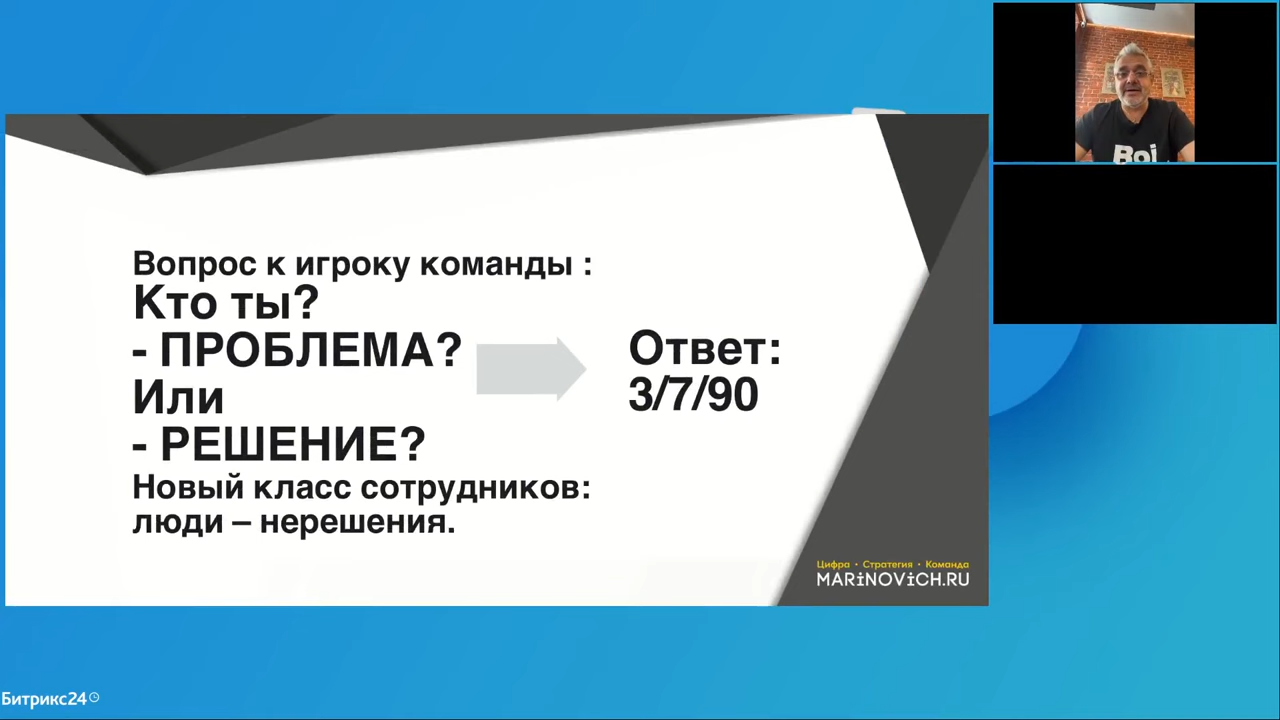 Вопрос к игроку команды :
Кто ты?
- ПРОБЛЕМА?
Или
- РЕШЕНИЕ?
Новый класс сотрудников:
люди – нерешения.
Ответ:
3/7/90
Цифра • Стратегия • Команда
MARiNOViCH.RU
Boi
Битрикс24